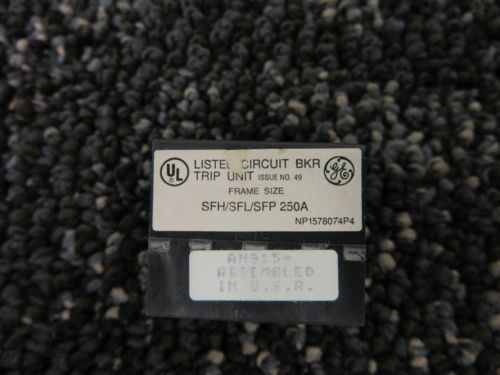 UL
LISTED CIRCUIT BKR
TRIP UNIT ISSUE NO. 49
FRAME SIZE
SFH/SFL/SFP 250A
NP1578074P4
GE
AN915=
ASSEMBLED
IN U.S.A.